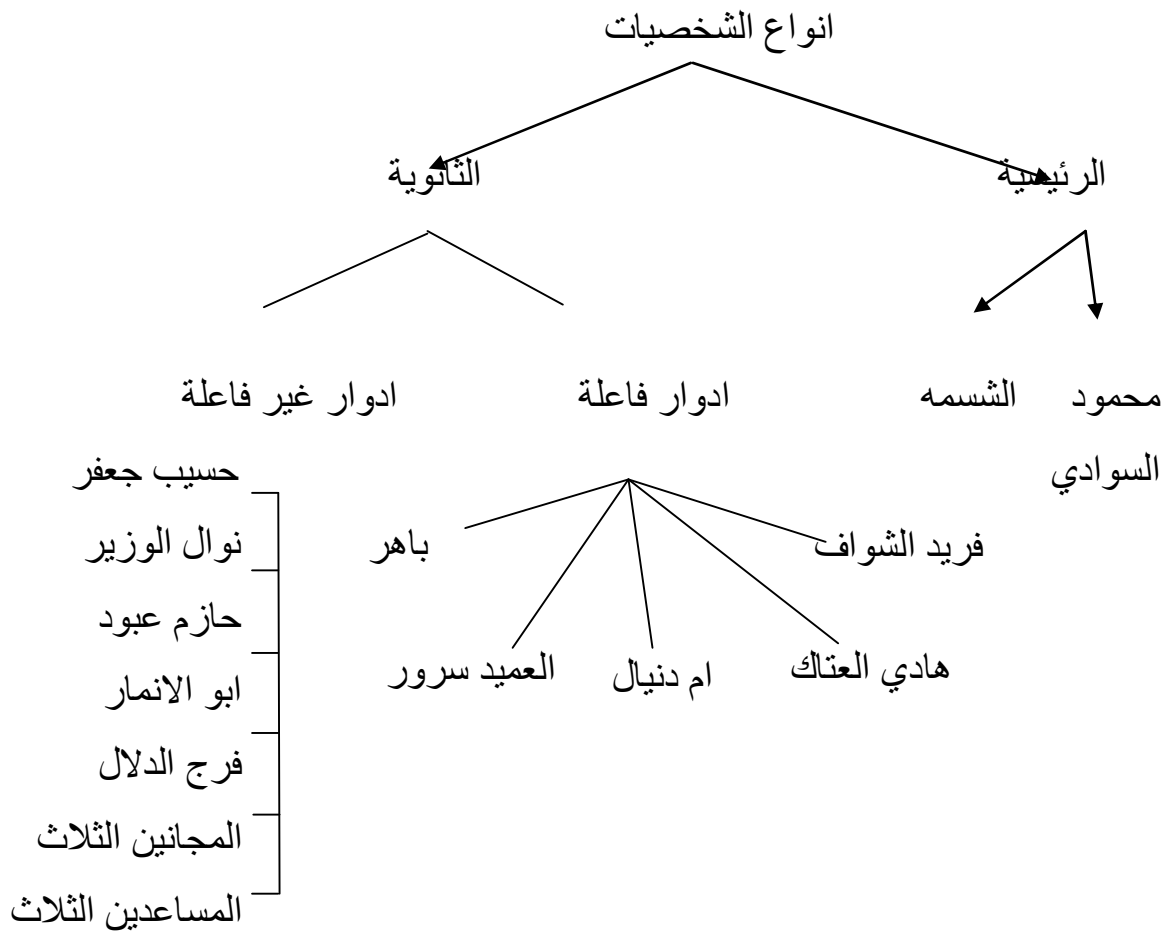 انواع الشخصيات
الرئيسية
الثانوية
محمود السوادي
الشسمه
ادوار فاعلة
ادوار غير فاعلة
فريد الشواف
هادي العتاك
ام دنيال
العميد سرور
باهر
حسيب جعفر
نوال الوزير
حازم عبود
ابو الانمار
فرج الدلال
المجانين الثلاث
المساعدين الثلاث